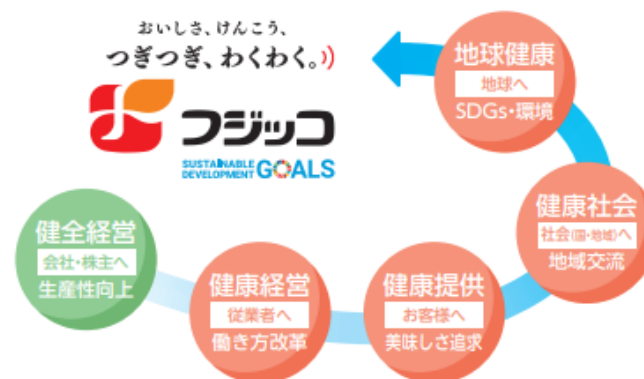 おいしさ、けんこう、
つぎつぎ、わくわく。
フジッコ
SUSTAINABLE
DEVELOPMENT GOALS
地球健康
地球へ
SDGs・環境
健康社会
社会(国・地域)へ
地域交流
健康提供
お客様へ
美味しさ追求
健康経営
従業者へ
働き方改革
健全経営
会社・株主へ
生産性向上